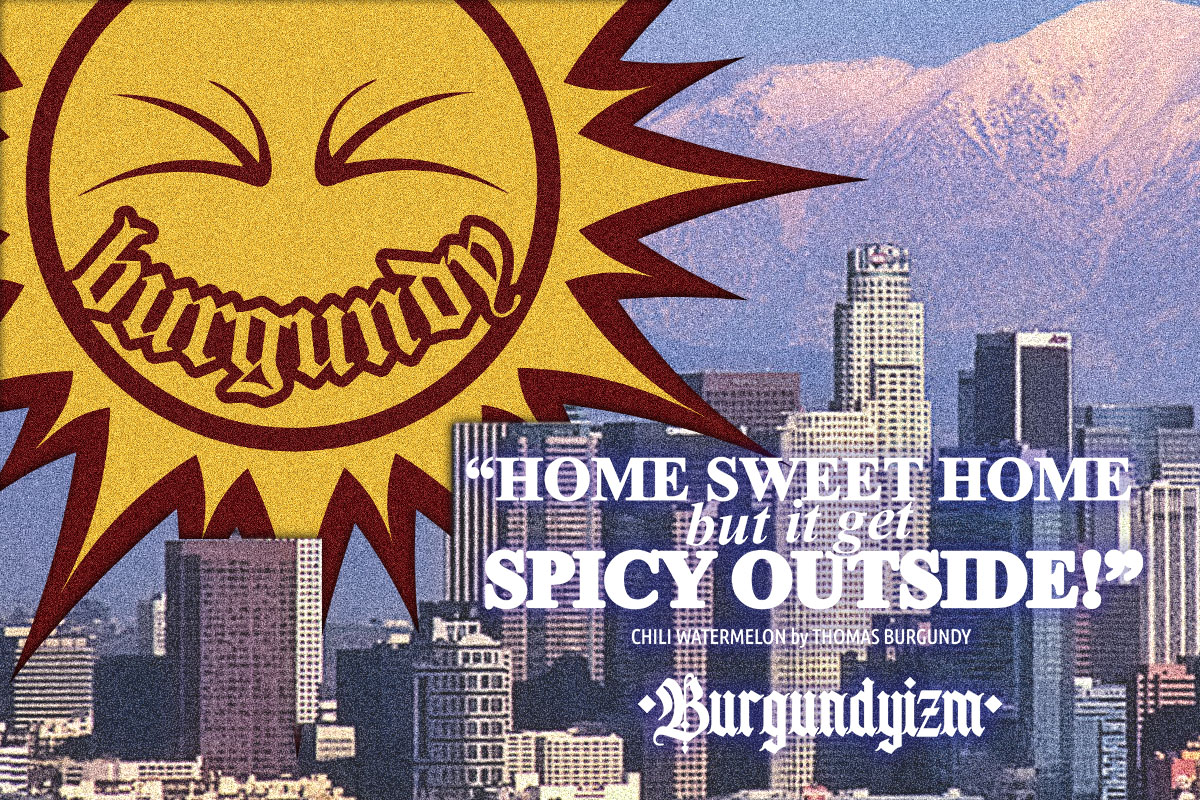 burgundy
“HOME SWEET HOME
but it get
SPICY OUTSIDE!”
CHILI WATERMELON by THOMAS BURGUNDY
Burgundyizm